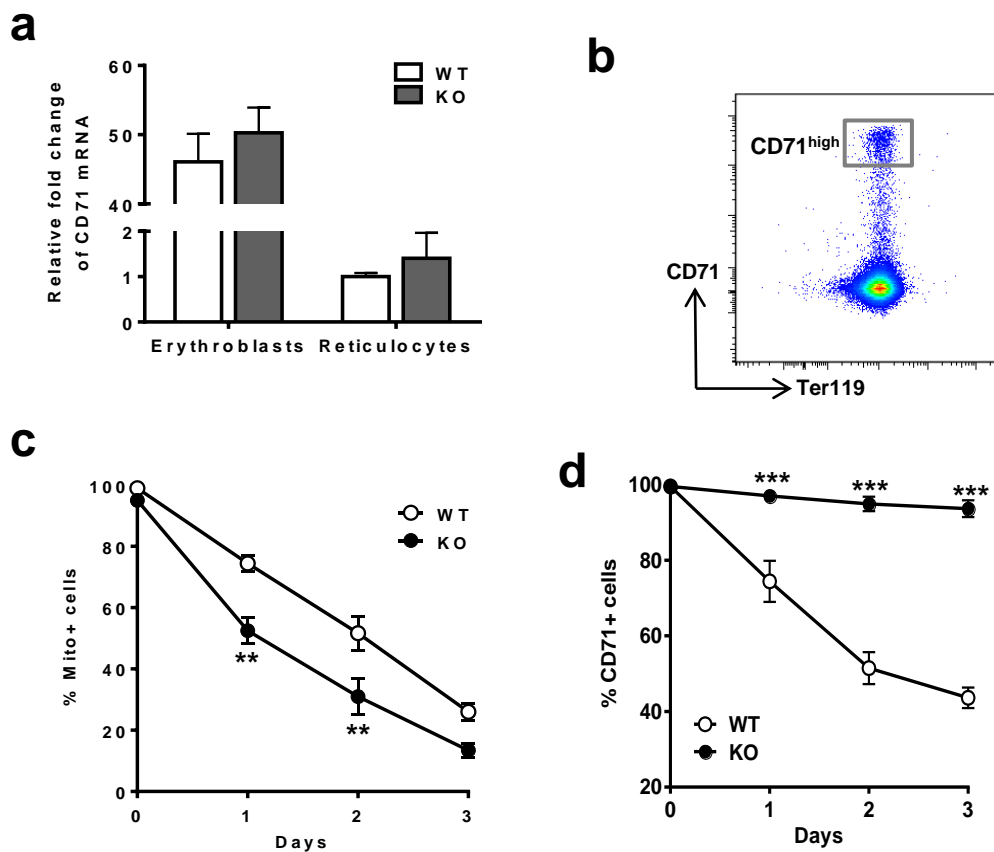 a
Relative fold change
of CD71 mRNA
60
50
40
2
1
0
WT
KO
Erythroblasts Reticulocytes
b
CD71high
CD71
Ter119
c
% Mito+ cells
100
80
60
40
20
0
WT
KO
**
**
0 1 2 3
Days
d
% CD71+ cells
100
80
60
40
20
***
***
***
WT
KO
0 1 2 3
Days